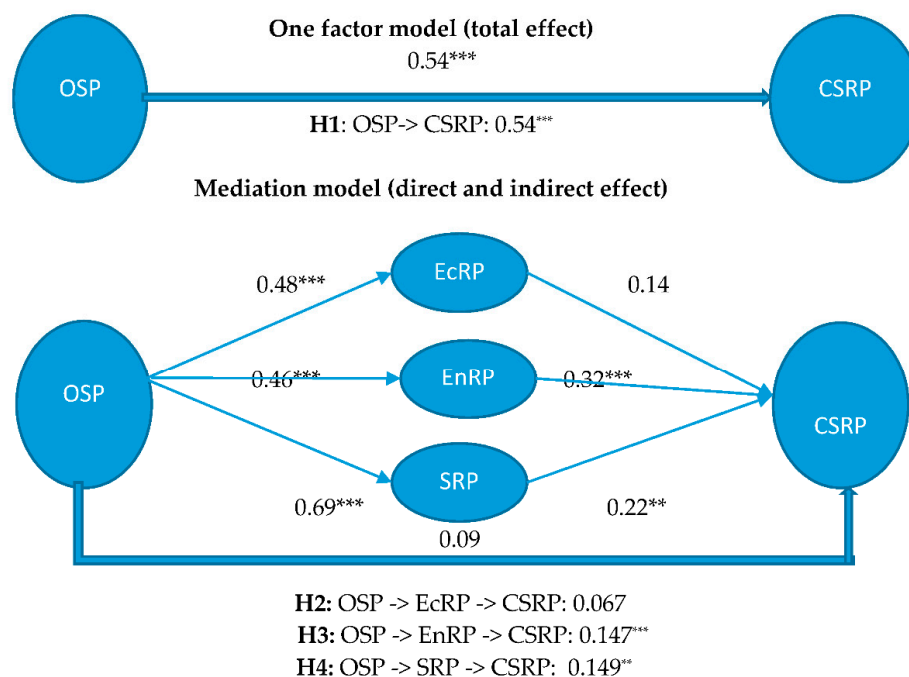 One factor model (total effect)
0.54***
OSP
CSRP
H1: OSP-> CSRP: 0.54***
Mediation model (direct and indirect effect)
EcRP
0.48***
0.14
OSP
0.46***
EnRP
0.32***
CSRP
SRP
0.69***
0.22**
0.09
H2: OSP -> EcRP -> CSRP: 0.067
H3: OSP -> EnRP -> CSRP: 0.147***
H4: OSP -> SRP -> CSRP: 0.149**